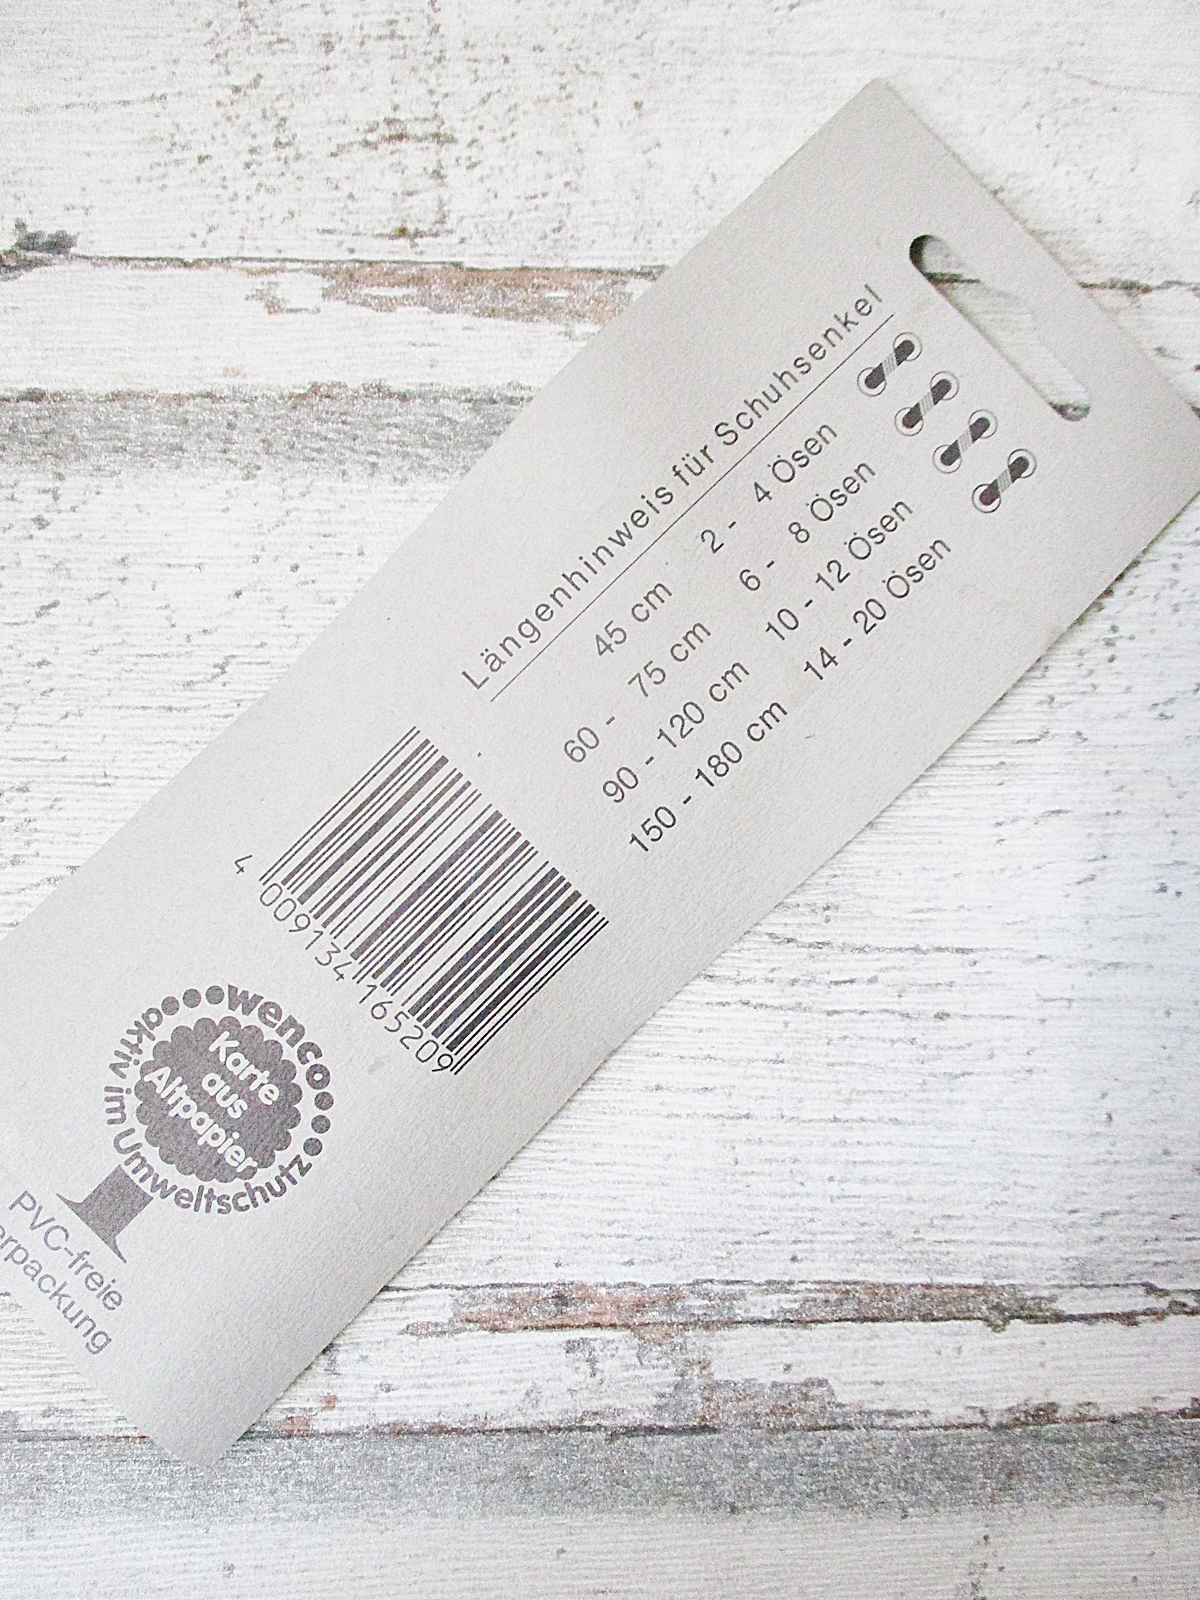 Längenhinweis für Schuhsenkel
45 cm 2 - 4 Ösen
60 - 75 cm 6 - 8 Ösen
90 - 120 cm 10 - 12 Ösen
150 - 180 cm 14 - 20 Ösen
4 009134 165209
wenco
aktiv im Umweltschutz
Karte
aus
Altpapier
PVC-freie
erpackung